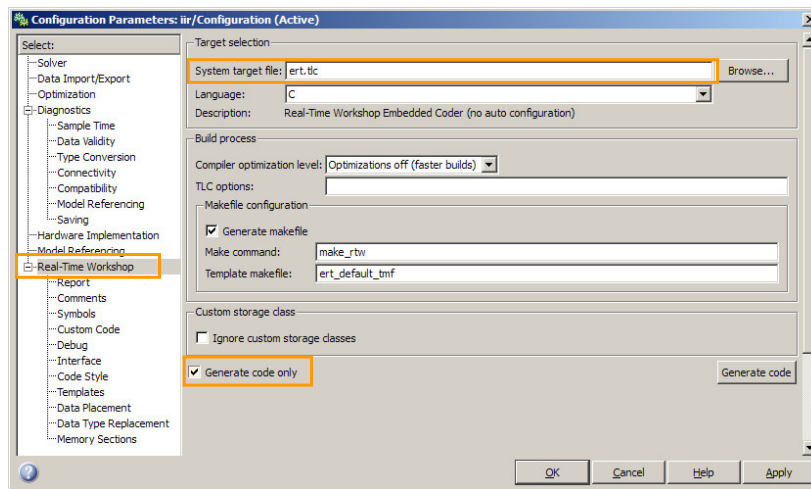 Configuration Parameters: iir/Configuration (Active)
Select:
Solver
Data Import/Export
Optimization
Diagnostics
Sample Time
Data Validity
Type Conversion
Connectivity
Compatibility
Model Referencing
Saving
Hardware Implementation
Model Referencing
Real-Time Workshop
Report
Comments
Symbols
Custom Code
Debug
Interface
Code Style
Templates
Data Placement
Data Type Replacement
Memory Sections
Target selection
System target file: ert.tlc Browse...
Language: C
Description: Real-Time Workshop Embedded Coder (no auto configuration)
Build process
Compiler optimization level: Optimizations off (faster builds)
TLC options:
Makefile configuration
Generate makefile
Make command: make_rtw
Template makefile: ert_default_tmf
Custom storage class
Ignore custom storage classes
Generate code only Generate code
OK Cancel Help Apply